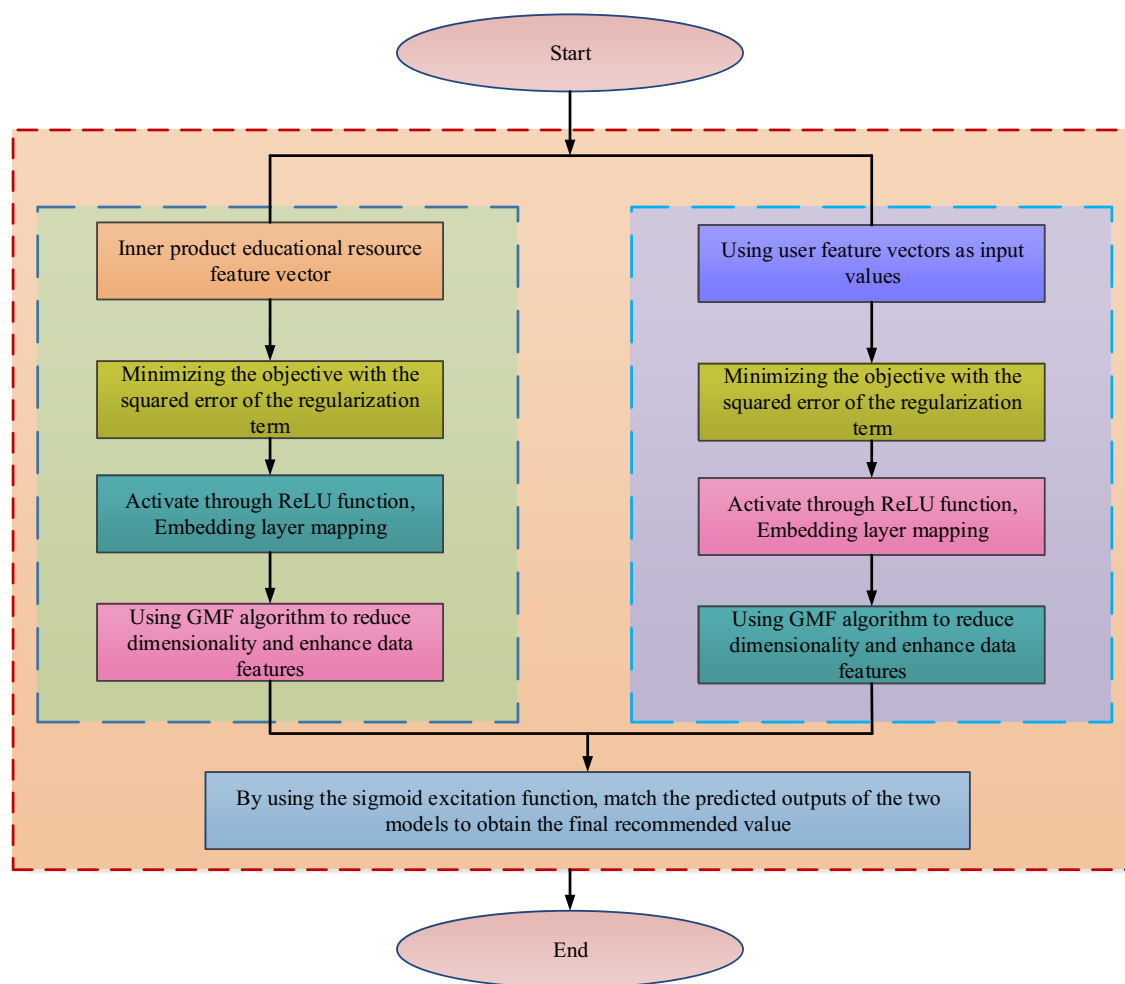 Start
Inner product educational resource
feature vector
Minimizing the objective with the
squared error of the regularization
term
Activate through ReLU function,
Embedding layer mapping
Using GMF algorithm to reduce
dimensionality and enhance data
features
Using user feature vectors as input
values
Minimizing the objective with the
squared error of the regularization
term
Activate through ReLU function,
Embedding layer mapping
Using GMF algorithm to reduce
dimensionality and enhance data
features
By using the sigmoid excitation function, match the predicted outputs of the two
models to obtain the final recommended value
End